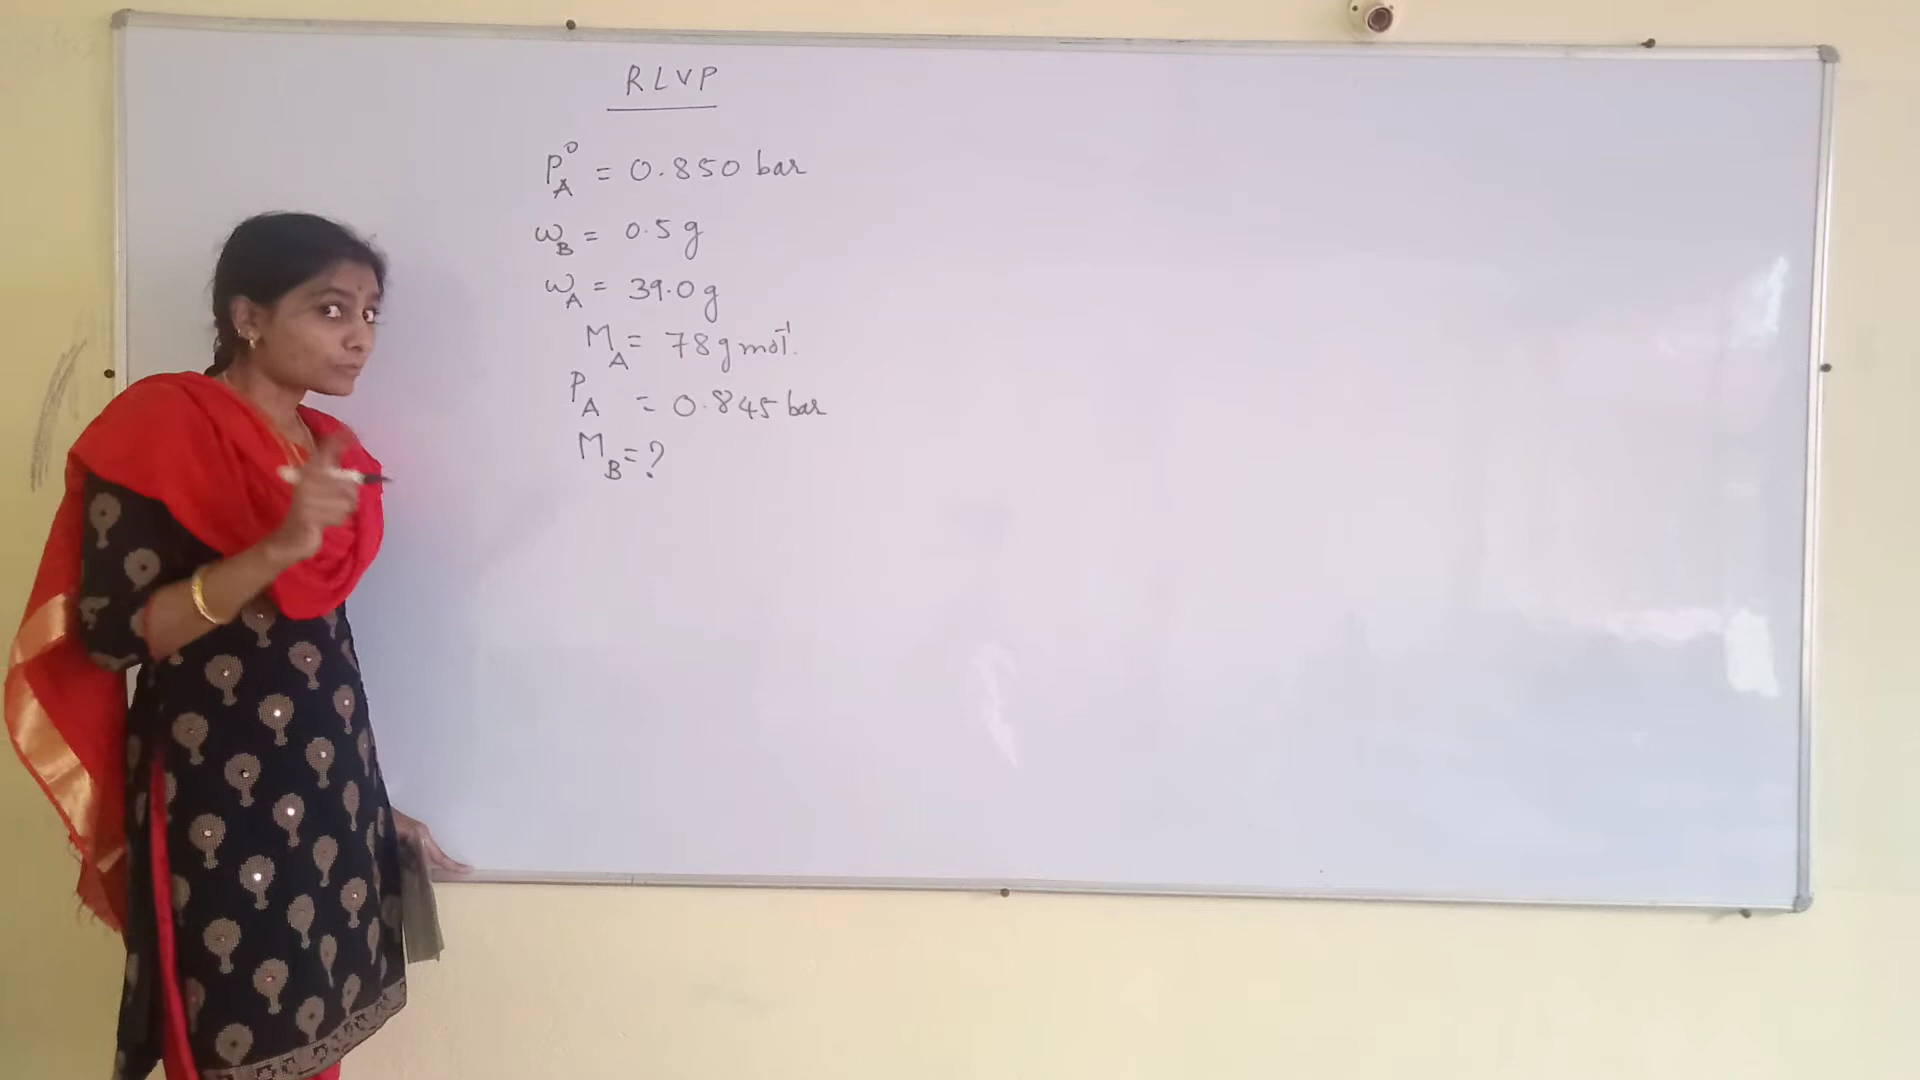 RLVP
P°A = 0.850 bar
wB = 0.5 g
wA = 39.0 g
MA = 78 g mol⁻¹.
PA = 0.845 bar
MB = ?